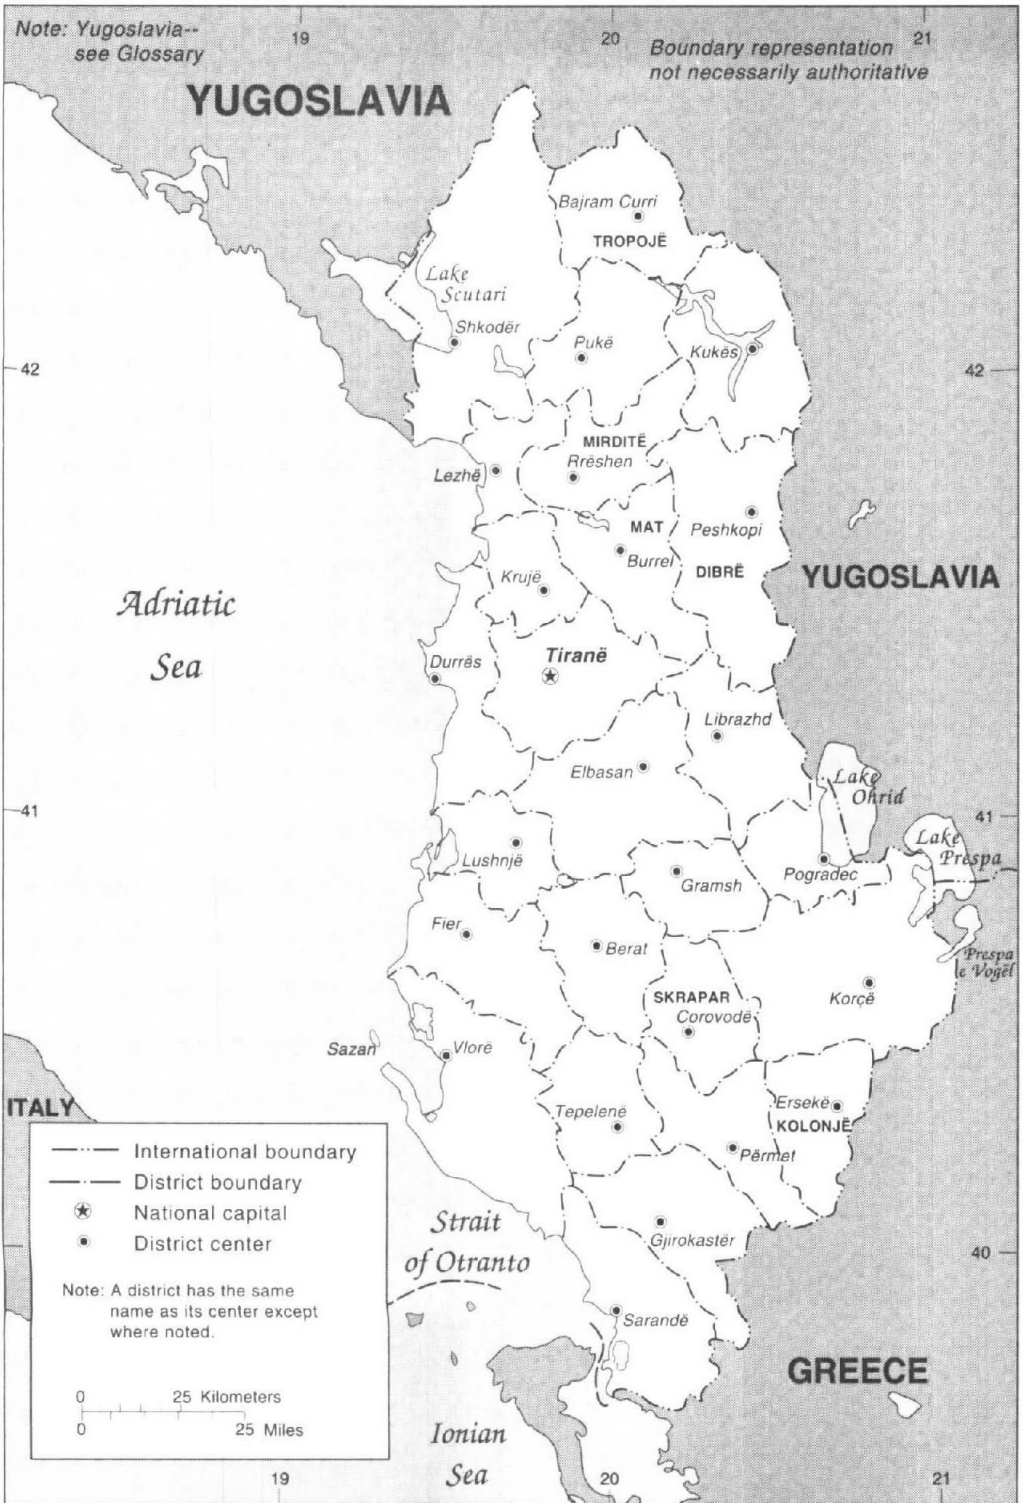 Note: Yugoslavia--
see Glossary
19
20
21
Boundary representation
not necessarily authoritative
YUGOSLAVIA
Bajram Curri
TROPOJË
Lake
Scutari
Shkodër
Pukë
Kukës
42
42
MIRDITË
Rrëshen
Lezhë
MAT
Peshkopi
Burrel
DIBRË
Krujë
YUGOSLAVIA
Adriatic
Sea
Tiranë
Durrës
Librazhd
Elbasan
Lake
Ohrid
41
41
Lake
Prespa
Lushnjë
Gramsh
Pogradec
Fier
Berat
Prespa
e Vogël
SKRAPAR
Corovodë
Korçë
Sazan
Vlorë
ITALY
Tepelenë
Ersekë
KOLONJË
Përmet
International boundary
District boundary
National capital
District center
Note: A district has the same
name as its center except
where noted.
0 25 Kilometers
0 25 Miles
Strait
of Otranto
Gjirokastër
40
Sarandë
GREECE
Ionian
Sea
19
20
21